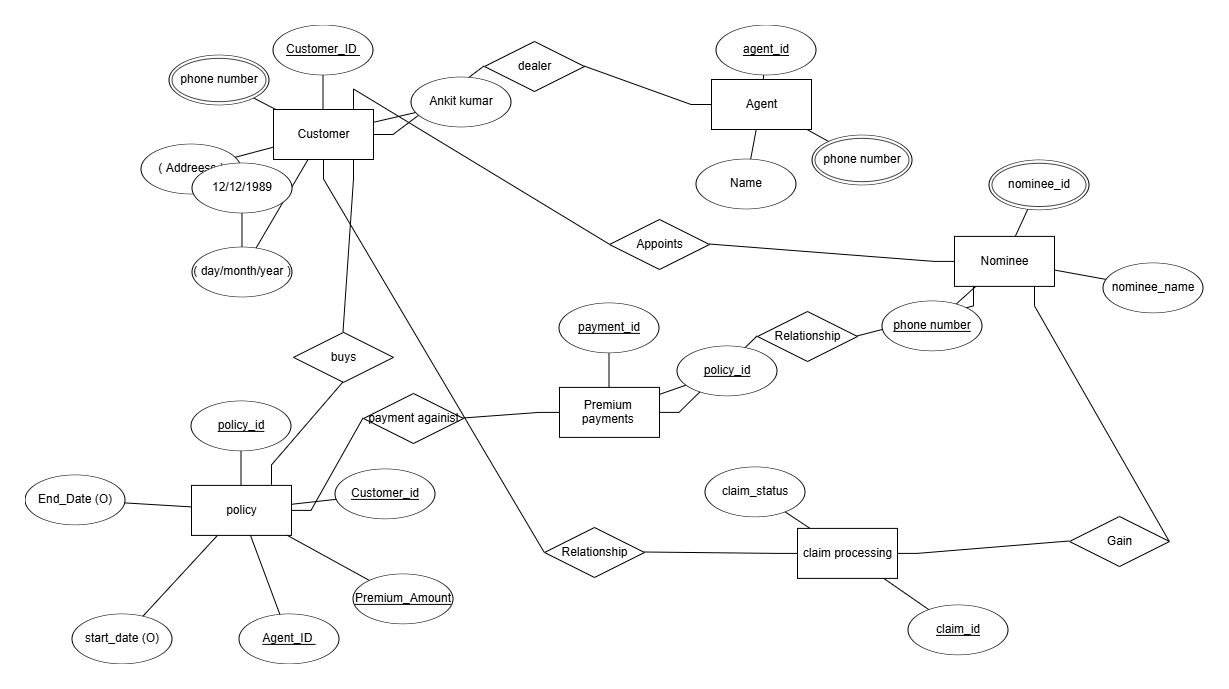 Customer_ID
agent_id
dealer
phone number
Ankit kumar
Agent
Customer
phone number
( Addreese
Name
12/12/1989
nominee_id
Appoints
Nominee
( day/month/year )
nominee_name
payment_id
phone number
Relationship
buys
policy_id
Premium
payments
payment againist
policy_id
Customer_id
claim_status
End_Date (O)
policy
Relationship
claim processing
Gain
Premium_Amount
start_date (O)
Agent_ID
claim_id